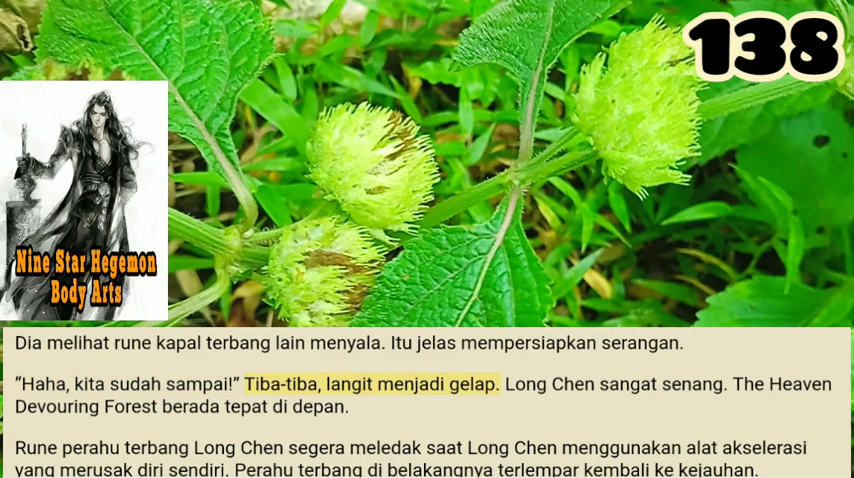 138
Nine Star Hegemon
Body Arts
Dia melihat rune kapal terbang lain menyala. Itu jelas mempersiapkan serangan.
“Haha, kita sudah sampai!” Tiba-tiba, langit menjadi gelap. Long Chen sangat senang. The Heaven
Devouring Forest berada tepat di depan.
Rune perahu terbang Long Chen segera meledak saat Long Chen menggunakan alat akselerasi
yang merusak diri sendiri. Perahu terbang di belakangnya terlempar kembali ke kejauhan.